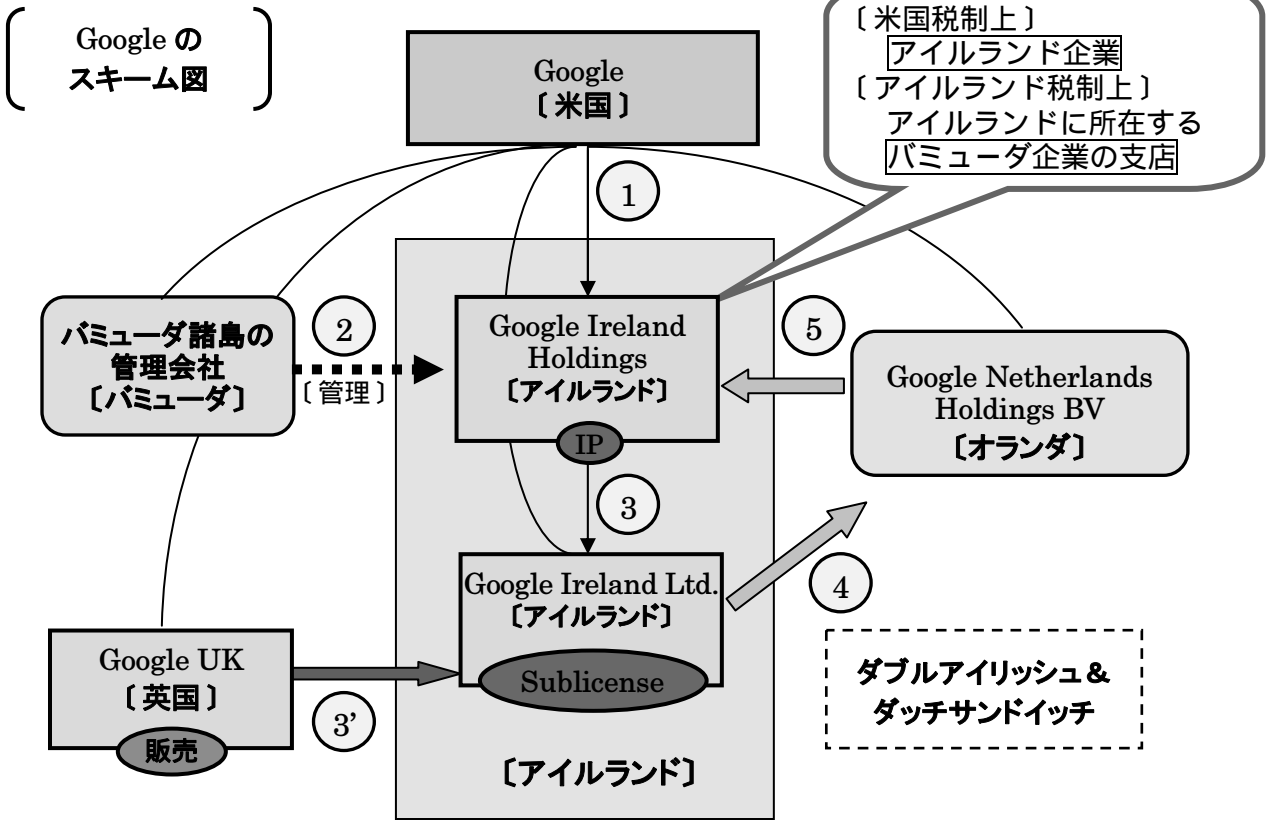 Google の
スキーム図
Google
〔 米国 〕
〔 米国税制上 〕
アイルランド企業
〔 アイルランド税制上 〕
アイルランドに所在する
バミューダ企業の支店
1
バミューダ諸島の
管理会社
〔バミューダ〕
2
〔 管理 〕
Google Ireland
Holdings
〔アイルランド〕
IP
5
Google Netherlands
Holdings BV
〔オランダ〕
3
Google Ireland Ltd.
〔アイルランド〕
Sublicense
4
Google UK
〔 英国 〕
販売
3'
〔アイルランド〕
ダブルアイリッシュ＆
ダッチサンドイッチ